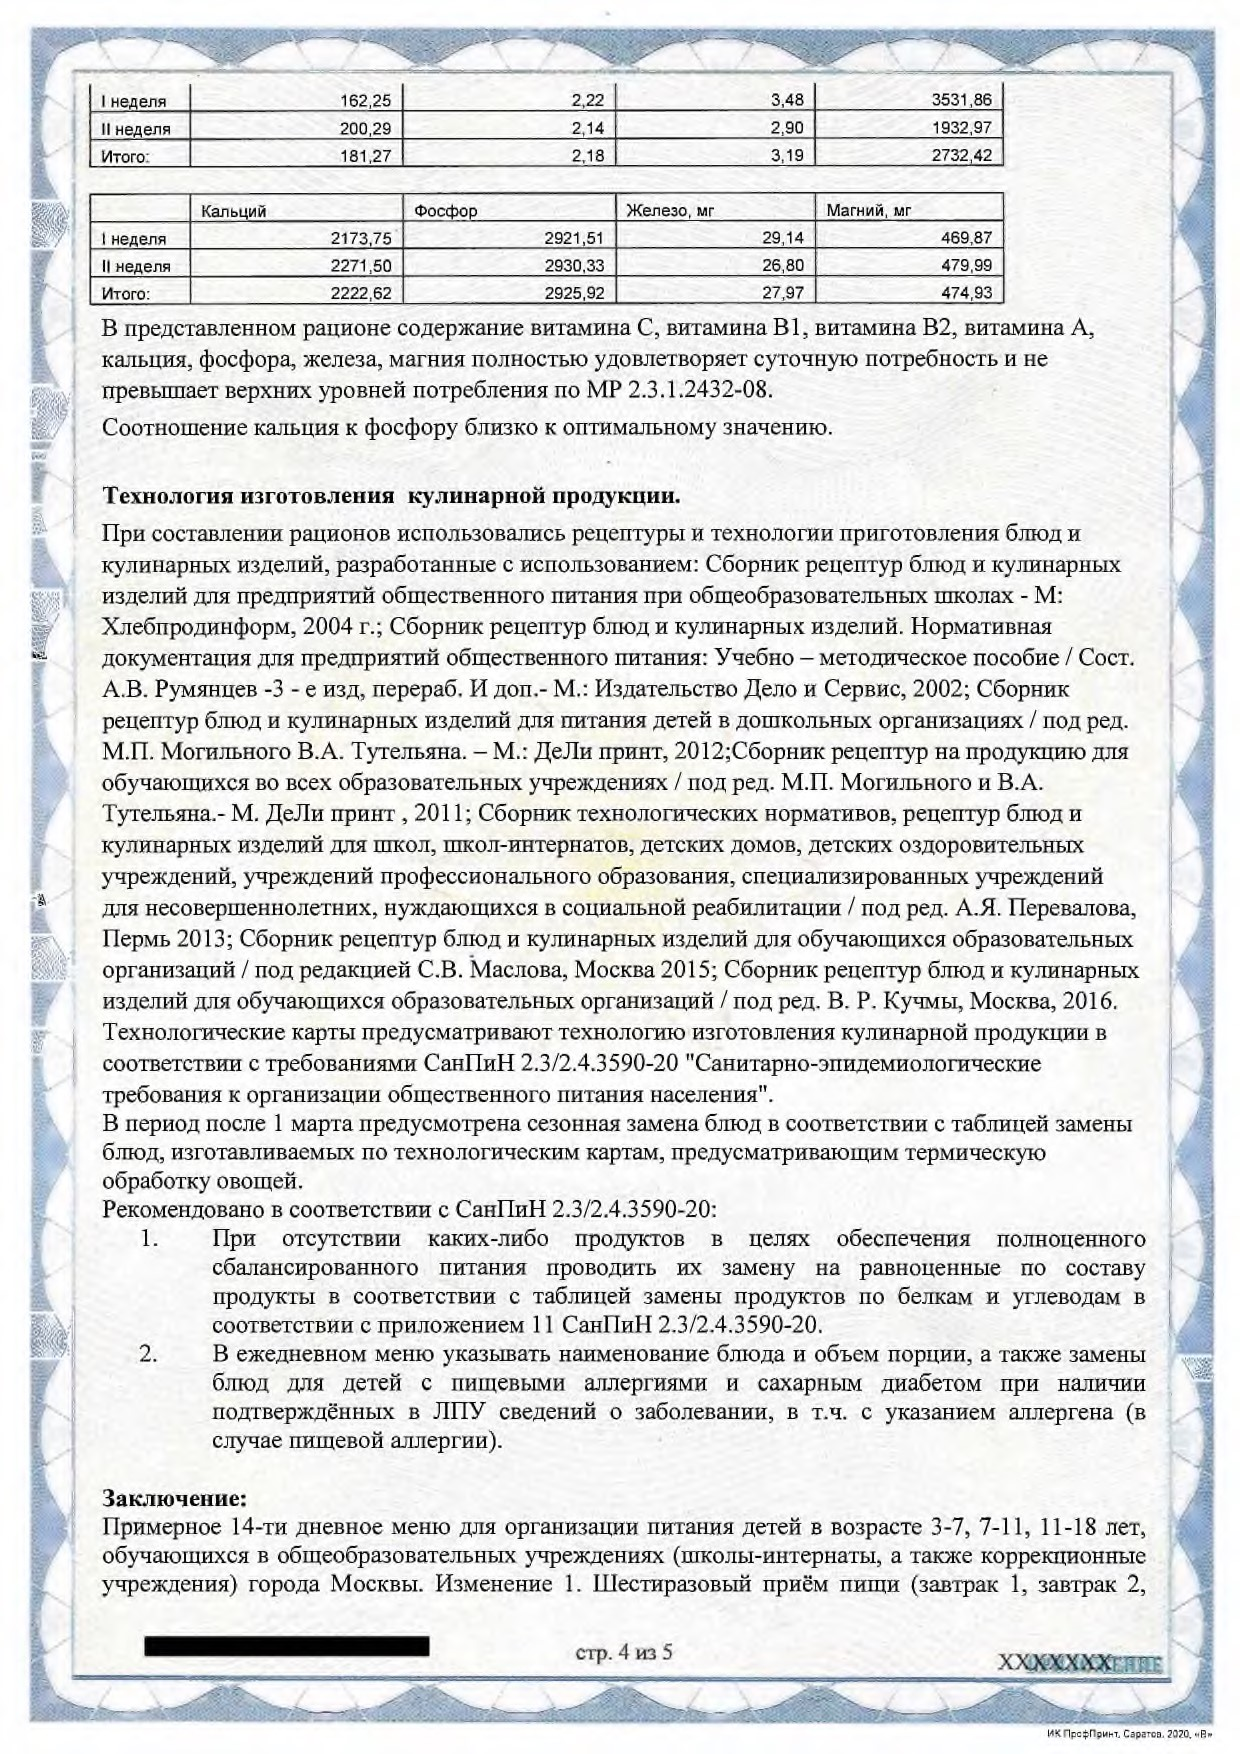 I неделя 162,25 2,22 3,48 3531,86
II неделя 200,29 2,14 2,90 1932,97
Итого: 181,27 2,18 3,19 2732,42
Кальций Фосфор Железо, мг Магний, мг
I неделя 2173,75 2921,51 29,14 469,87
II неделя 2271,50 2930,33 26,80 479,99
Итого: 2222,62 2925,92 27,97 474,93
В представленном рационе содержание витамина С, витамина В1, витамина В2, витамина А,
кальция, фосфора, железа, магния полностью удовлетворяет суточную потребность и не
превышает верхних уровней потребления по МР 2.3.1.2432-08.
Соотношение кальция к фосфору близко к оптимальному значению.
Технология изготовления кулинарной продукции.
При составлении рационов использовались рецептуры и технологии приготовления блюд и
кулинарных изделий, разработанные с использованием: Сборник рецептур блюд и кулинарных
изделий для предприятий общественного питания при общеобразовательных школах - М:
Хлебпродинформ, 2004 г.; Сборник рецептур блюд и кулинарных изделий. Нормативная
документация для предприятий общественного питания: Учебно – методическое пособие / Сост.
А.В. Румянцев -3 - е изд, перераб. И доп.- М.: Издательство Дело и Сервис, 2002; Сборник
рецептур блюд и кулинарных изделий для питания детей в дошкольных организациях / под ред.
М.П. Могильного В.А. Тутельяна. – М.: ДеЛи принт, 2012;Сборник рецептур на продукцию для
обучающихся во всех образовательных учреждениях / под ред. М.П. Могильного и В.А.
Тутельяна.- М. ДеЛи принт , 2011; Сборник технологических нормативов, рецептур блюд и
кулинарных изделий для школ, школ-интернатов, детских домов, детских оздоровительных
учреждений, учреждений профессионального образования, специализированных учреждений
для несовершеннолетних, нуждающихся в социальной реабилитации / под ред. А.Я. Перевалова,
Пермь 2013; Сборник рецептур блюд и кулинарных изделий для обучающихся образовательных
организаций / под редакцией С.В. Маслова, Москва 2015; Сборник рецептур блюд и кулинарных
изделий для обучающихся образовательных организаций / под ред. В. Р. Кучмы, Москва, 2016.
Технологические карты предусматривают технологию изготовления кулинарной продукции в
соответствии с требованиями СанПиН 2.3/2.4.3590-20 "Санитарно-эпидемиологические
требования к организации общественного питания населения".
В период после 1 марта предусмотрена сезонная замена блюд в соответствии с таблицей замены
блюд, изготавливаемых по технологическим картам, предусматривающим термическую
обработку овощей.
Рекомендовано в соответствии с СанПиН 2.3/2.4.3590-20:
1. При отсутствии каких-либо продуктов в целях обеспечения полноценного
сбалансированного питания проводить их замену на равноценные по составу
продукты в соответствии с таблицей замены продуктов по белкам и углеводам в
соответствии с приложением 11 СанПиН 2.3/2.4.3590-20.
2. В ежедневном меню указывать наименование блюда и объем порции, а также замены
блюд для детей с пищевыми аллергиями и сахарным диабетом при наличии
подтверждённых в ЛПУ сведений о заболевании, в т.ч. с указанием аллергена (в
случае пищевой аллергии).
Заключение:
Примерное 14-ти дневное меню для организации питания детей в возрасте 3-7, 7-11, 11-18 лет,
обучающихся в общеобразовательных учреждениях (школы-интернаты, а также коррекционные
учреждения) города Москвы. Изменение 1. Шестиразовый приём пищи (завтрак 1, завтрак 2,
стр. 4 из 5
XXXXXXX
ИК ПрофПринт, Саратов, 2020, «В»